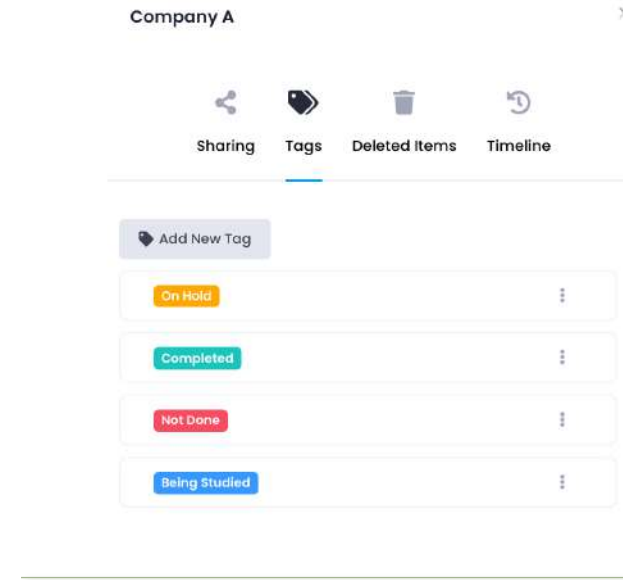 Company A
Sharing Tags Deleted Items Timeline
Add New Tag
On Hold
Completed
Not Done
Being Studied